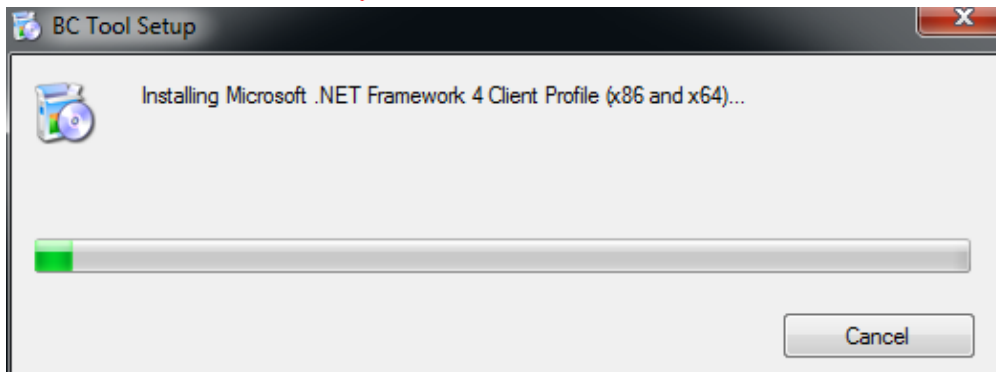 BC Tool Setup
Installing Microsoft .NET Framework 4 Client Profile (x86 and x64)...
Cancel